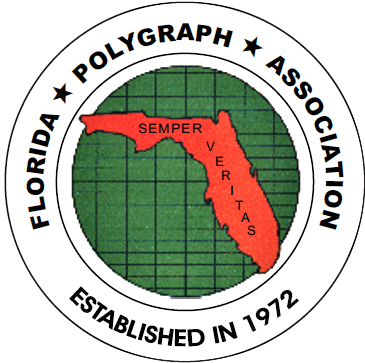 FLORIDA ★ POLYGRAPH ★ ASSOCIATION
SEMPER VERITAS
ESTABLISHED IN 1972